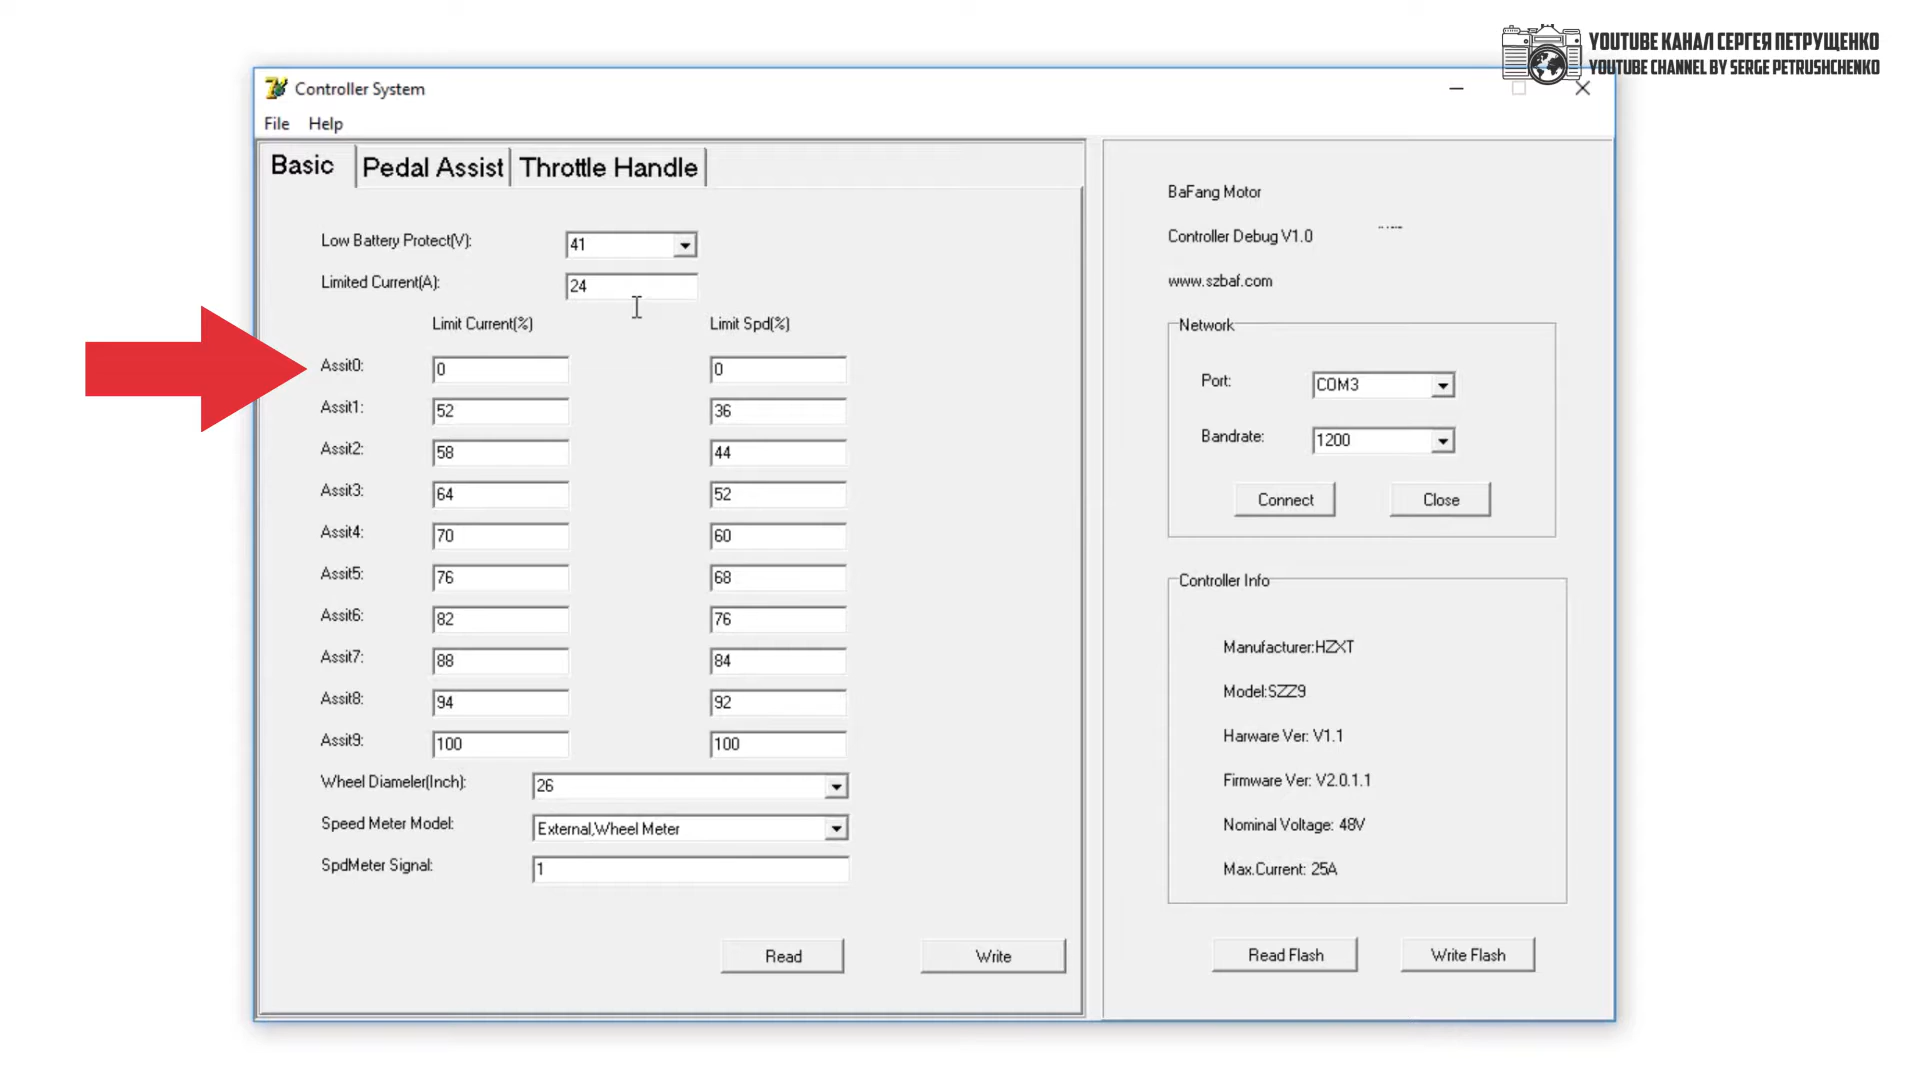 YOUTUBE КАНАЛ СЕРГЕЯ ПЕТРУЩЕНКО
YOUTUBE CHANNEL BY SERGE PETRUSHCHENKO
Controller System
File Help
Basic Pedal Assist Throttle Handle
Low Battery Protect(V): 41
Limited Current(A): 24
Limit Current(%) Limit Spd(%)
Assit0: 0 0
Assit1: 52 36
Assit2: 58 44
Assit3: 64 52
Assit4: 70 60
Assit5: 76 68
Assit6: 82 76
Assit7: 88 84
Assit8: 94 92
Assit9: 100 100
Wheel Diameler(Inch): 26
Speed Meter Model: External,Wheel Meter
SpdMeter Signal: 1
Read Write
BaFang Motor
Controller Debug V1.0
www.szbaf.com
Network
Port: COM3
Bandrate: 1200
Connect Close
Controller Info
Manufacturer:HZXT
Model:SZZ9
Harware Ver: V1.1
Firmware Ver: V2.0.1.1
Nominal Voltage: 48V
Max.Current: 25A
Read Flash Write Flash